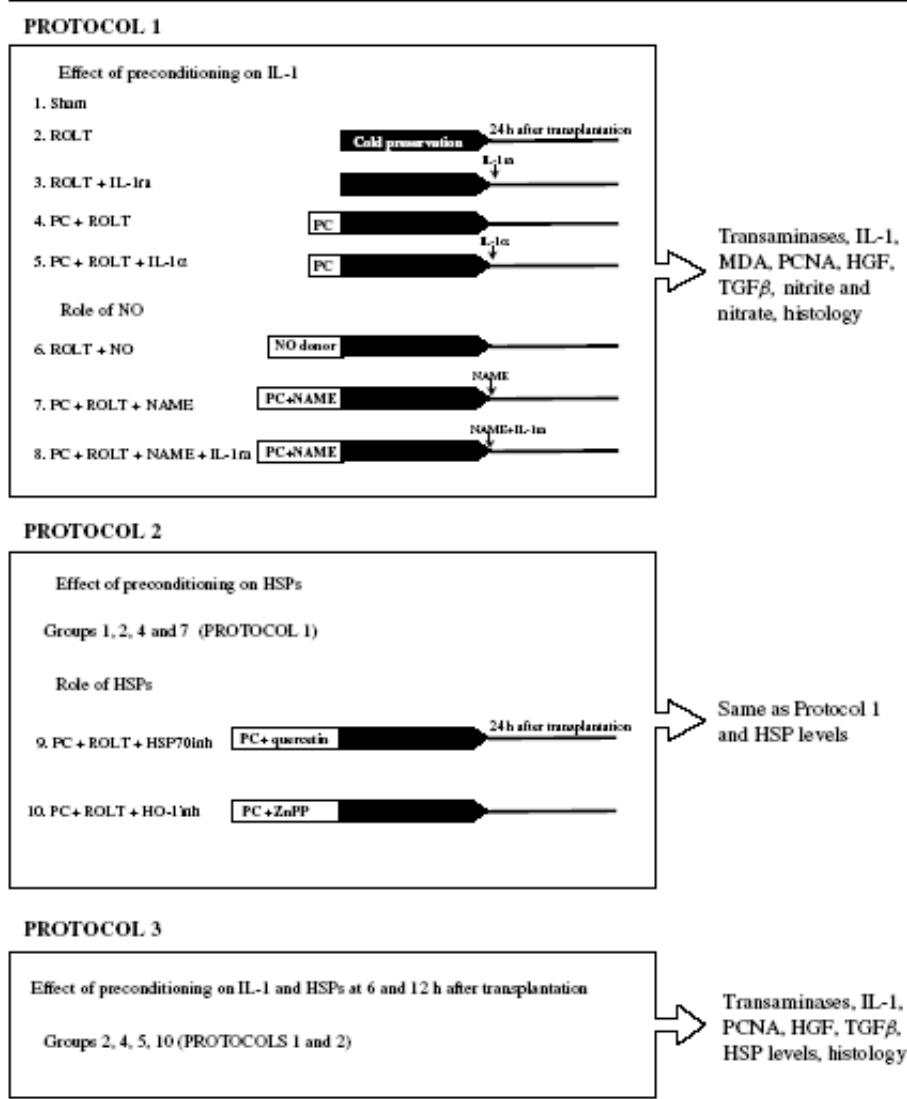 PROTOCOL 1
Effect of preconditioning on IL-1
1. Sham
2. ROLT
Cold preservation
24 h after transplantation
3. ROLT + IL-1ra
IL-1ra
4. PC + ROLT
PC
5. PC + ROLT + IL-1α
PC
IL-1α
Role of NO
6. ROLT + NO
NO donor
7. PC + ROLT + NAME
PC+NAME
NAME
8. PC + ROLT + NAME + IL-1ra
PC+NAME
NAME+IL-1ra
Transaminases, IL-1,
MDA, PCNA, HGF,
TGFβ, nitrite and
nitrate, histology
PROTOCOL 2
Effect of preconditioning on HSPs
Groups 1, 2, 4 and 7 (PROTOCOL 1)
Role of HSPs
9. PC + ROLT + HSP70inh
PC+ quercetin
24 h after transplantation
10. PC + ROLT + HO-1inh
PC +ZnPP
Same as Protocol 1
and HSP levels
PROTOCOL 3
Effect of preconditioning on IL-1 and HSPs at 6 and 12 h after transplantation
Groups 2, 4, 5, 10 (PROTOCOLS 1 and 2)
Transaminases, IL-1,
PCNA, HGF, TGFβ,
HSP levels, histology